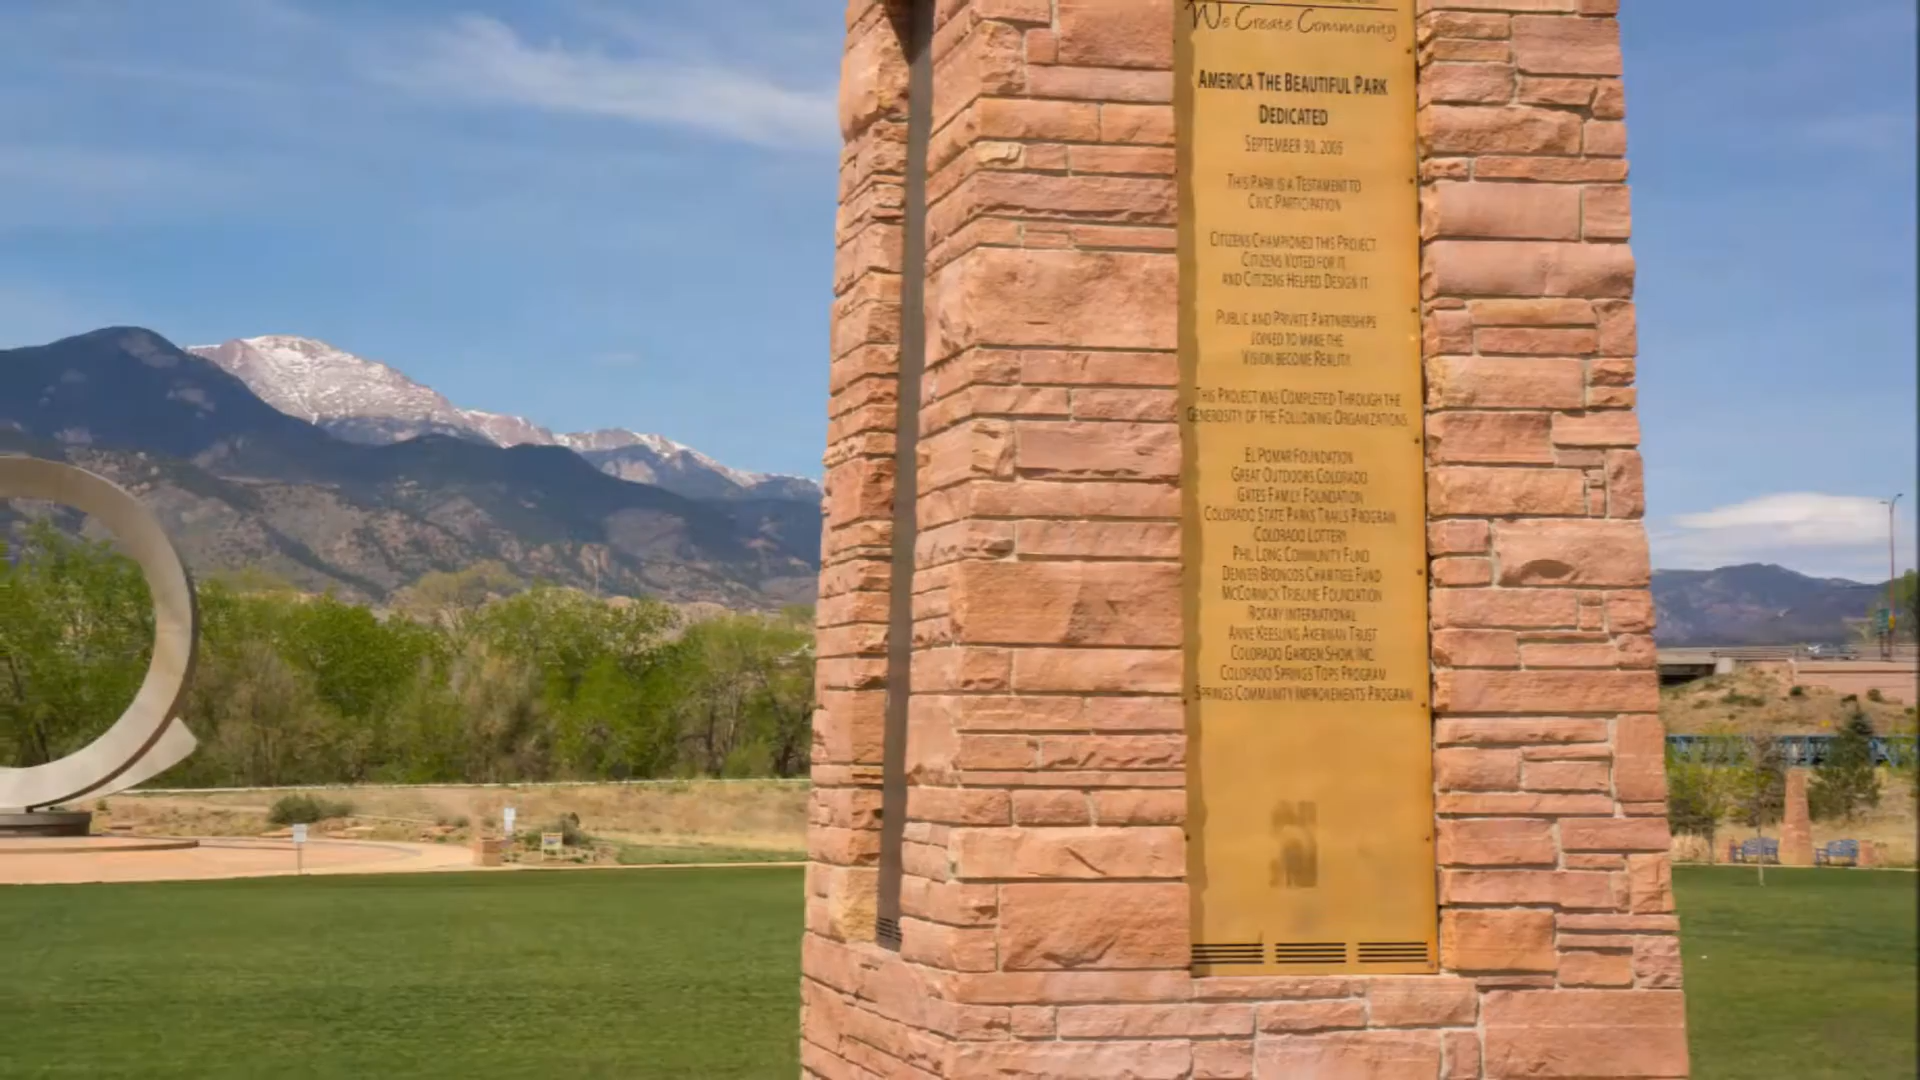 We Create Community
AMERICA THE BEAUTIFUL PARK
DEDICATED
SEPTEMBER 30, 2005
THIS PARK IS A TESTAMENT TO
CIVIC PARTICIPATION
CITIZENS CHAMPIONED THIS PROJECT
CITIZENS VOTED FOR IT
AND CITIZENS HELPED DESIGN IT
PUBLIC AND PRIVATE PARTNERSHIPS
JOINED TO MAKE THE
VISION BECOME REALITY
THIS PROJECT WAS COMPLETED THROUGH THE
GENEROSITY OF THE FOLLOWING ORGANIZATIONS:
EL POMAR FOUNDATION
GREAT OUTDOORS COLORADO
GATES FAMILY FOUNDATION
COLORADO STATE PARKS TRAILS PROGRAM
COLORADO LOTTERY
PHIL LONG COMMUNITY FUND
DENVER BRONCOS CHARITIES FUND
MCCORMICK TRIBUNE FOUNDATION
ROTARY INTERNATIONAL
ANNE KEESLING AKERMAN TRUST
COLORADO GARDEN SHOW, INC.
COLORADO SPRINGS TOPS PROGRAM
SPRINGS COMMUNITY IMPROVEMENTS PROGRAM